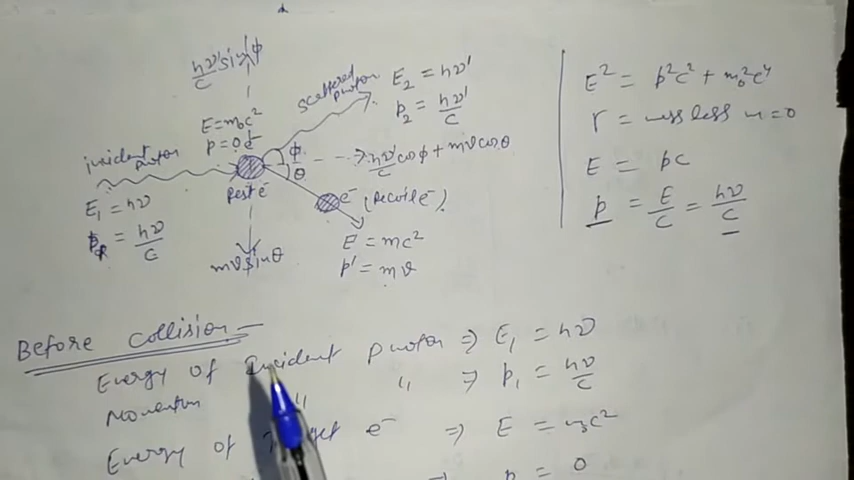 hν'/c sinφ
scattered photon
E₂ = hν'
p₂ = hν'/c
E = m₀c²
p = 0 e⁻
incident photon
φ
θ
hν'/c cosφ + mv cosθ
Rest e⁻
e⁻ (recoil e⁻)
E₁ = hν
p = hν/c
mv sinθ
E = mc²
p' = mv
E² = p²c² + m₀²c⁴
r = mass less m = 0
E = pc
p = E/c = hν/c
Before Collision –
Energy of Incident photon ⇒ E₁ = hν
Momentum " " ⇒ p₁ = hν/c
Energy of e⁻ ⇒ E = m₀c²
⇒ p = 0